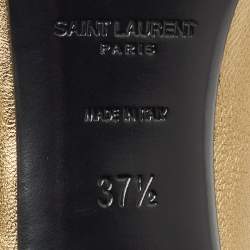 SAINT LAURENT
PARIS
MADE IN ITALY
37½